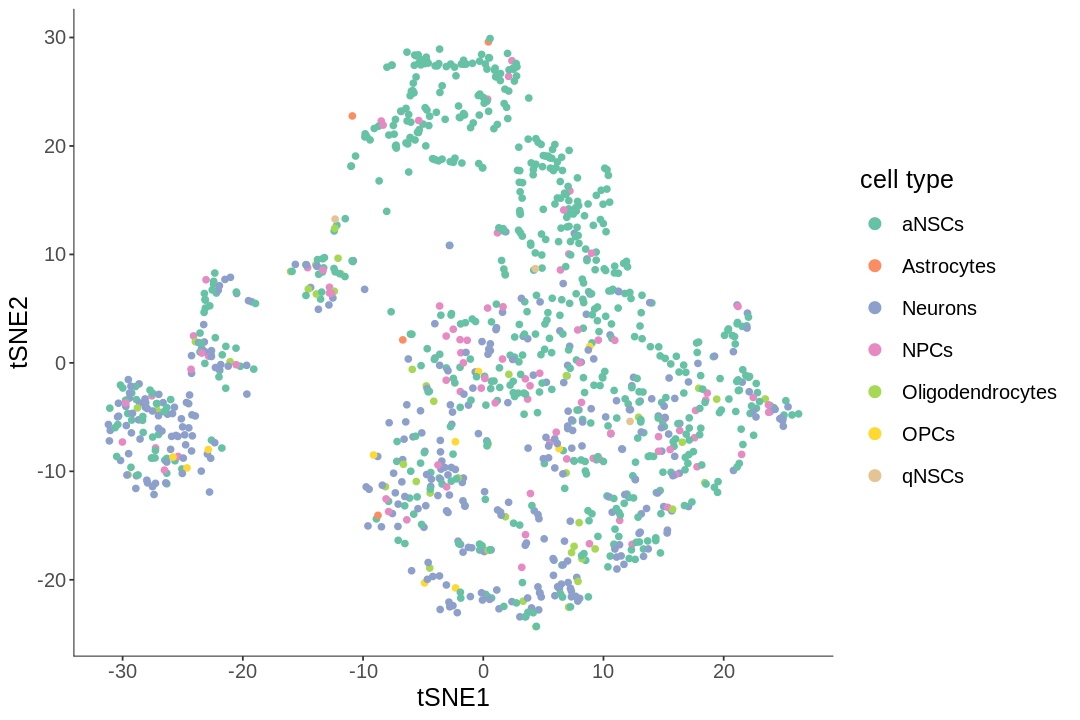 30
20
10
0
-10
-20
tSNE2
-30
-20
-10
0
10
20
tSNE1
cell type
aNSCs
Astrocytes
Neurons
NPCs
Oligodendrocytes
OPCs
qNSCs